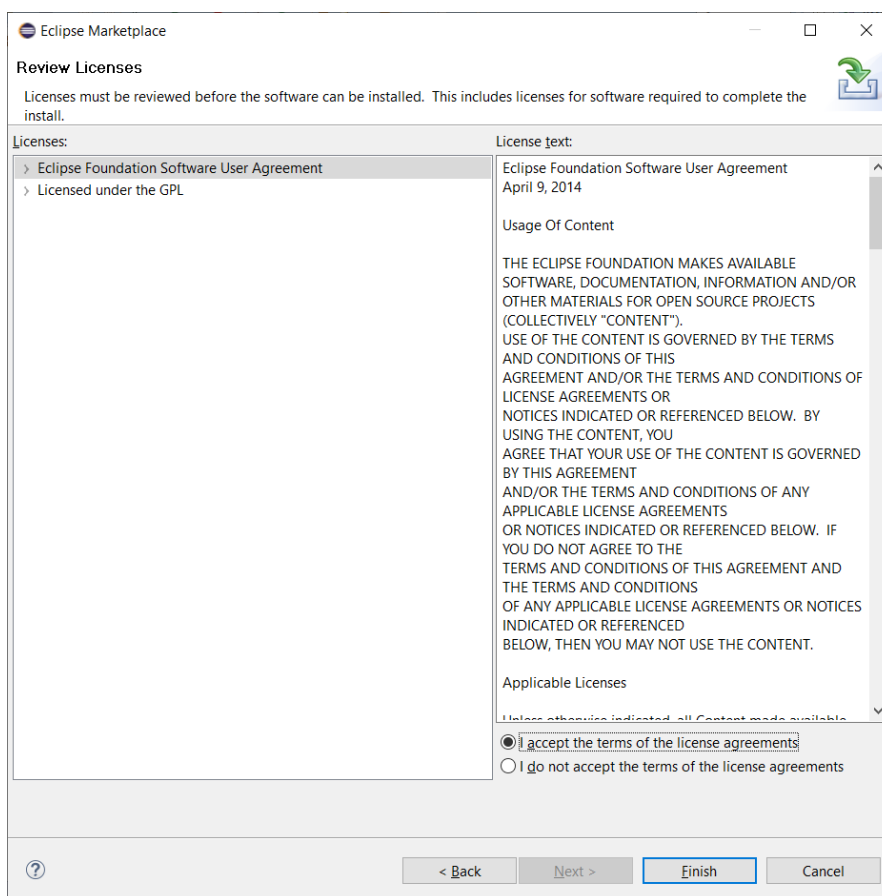 Eclipse Marketplace
Review Licenses
Licenses must be reviewed before the software can be installed.  This includes licenses for software required to complete the
install.
Licenses:
Eclipse Foundation Software User Agreement
Licensed under the GPL
License text:
Eclipse Foundation Software User Agreement
April 9, 2014
Usage Of Content
THE ECLIPSE FOUNDATION MAKES AVAILABLE
SOFTWARE, DOCUMENTATION, INFORMATION AND/OR
OTHER MATERIALS FOR OPEN SOURCE PROJECTS
(COLLECTIVELY "CONTENT").
USE OF THE CONTENT IS GOVERNED BY THE TERMS
AND CONDITIONS OF THIS
AGREEMENT AND/OR THE TERMS AND CONDITIONS OF
LICENSE AGREEMENTS OR
NOTICES INDICATED OR REFERENCED BELOW.  BY
USING THE CONTENT, YOU
AGREE THAT YOUR USE OF THE CONTENT IS GOVERNED
BY THIS AGREEMENT
AND/OR THE TERMS AND CONDITIONS OF ANY
APPLICABLE LICENSE AGREEMENTS
OR NOTICES INDICATED OR REFERENCED BELOW.  IF
YOU DO NOT AGREE TO THE
TERMS AND CONDITIONS OF THIS AGREEMENT AND
THE TERMS AND CONDITIONS
OF ANY APPLICABLE LICENSE AGREEMENTS OR NOTICES
INDICATED OR REFERENCED
BELOW, THEN YOU MAY NOT USE THE CONTENT.
Applicable Licenses
Unless otherwise indicated, all Content made available
I accept the terms of the license agreements
I do not accept the terms of the license agreements
< Back
Next >
Finish
Cancel